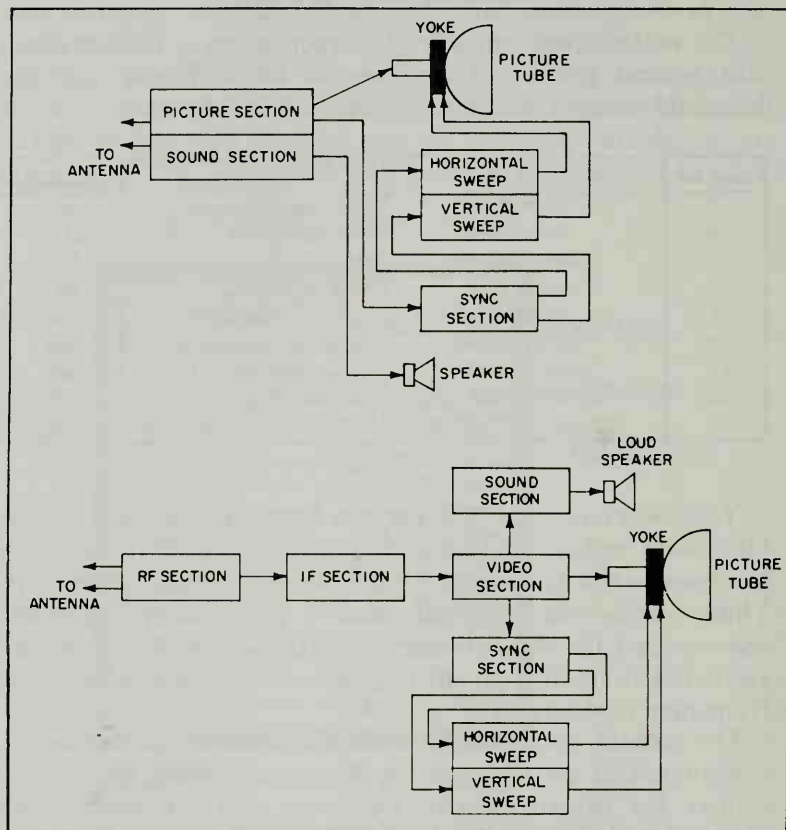 YOKE
PICTURE
TUBE
PICTURE SECTION
SOUND SECTION
TO
ANTENNA
HORIZONTAL
SWEEP
VERTICAL
SWEEP
SYNC
SECTION
SPEAKER
LOUD
SPEAKER
SOUND
SECTION
YOKE
PICTURE
TUBE
RF SECTION
IF SECTION
VIDEO
SECTION
TO
ANTENNA
SYNC
SECTION
HORIZONTAL
SWEEP
VERTICAL
SWEEP